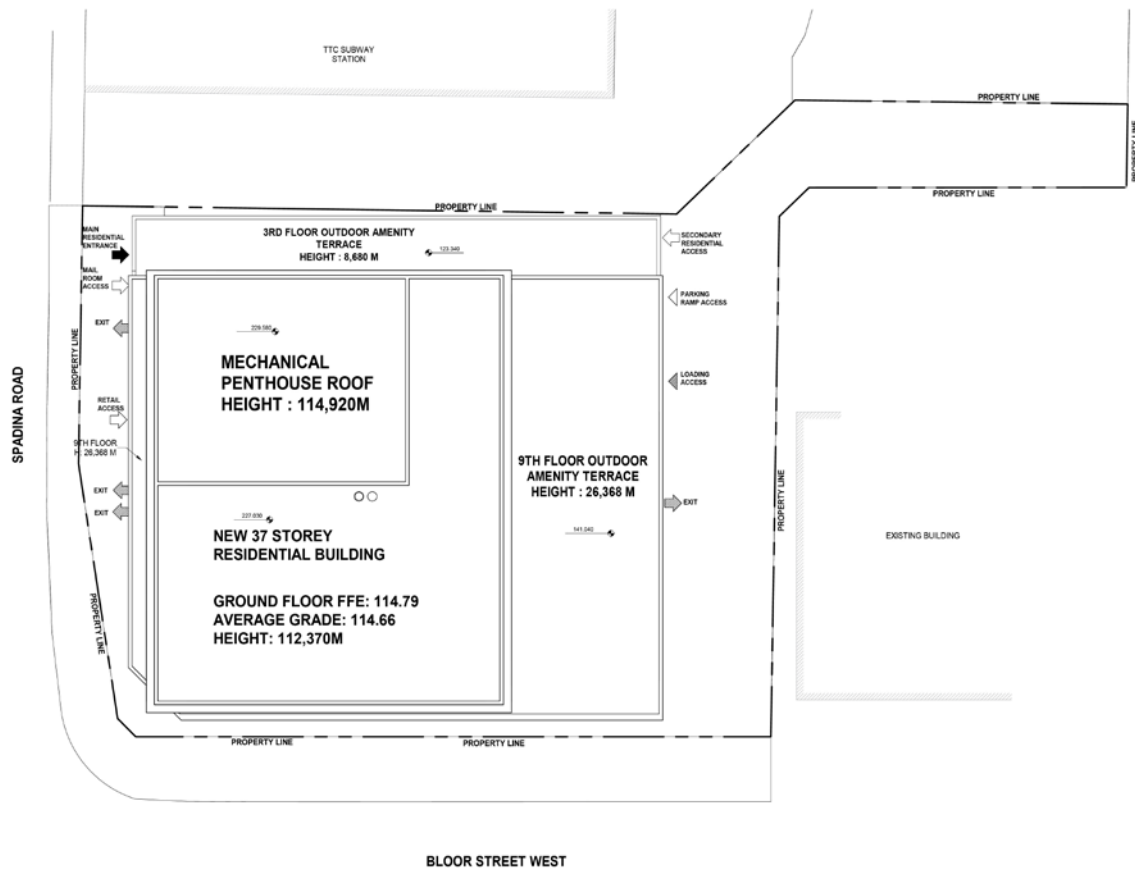 TTC SUBWAY
STATION
PROPERTY LINE
PROPERTY LINE
PROPERTY LINE
PROPERTY LINE
MAIN
RESIDENTIAL
ENTRANCE
3RD FLOOR OUTDOOR AMENITY
TERRACE
HEIGHT : 8,680 M
123.340
SECONDARY
RESIDENTIAL
ACCESS
MAIL
ROOM
ACCESS
PARKING
RAMP ACCESS
EXIT
PROPERTY LINE
MECHANICAL
PENTHOUSE ROOF
HEIGHT : 114,920M
LOADING
ACCESS
SPADINA ROAD
RETAIL
ACCESS
9TH FLOOR
H: 26,368 M
9TH FLOOR OUTDOOR
AMENITY TERRACE
HEIGHT : 26,368 M
EXIT
EXIT
EXIT
PROPERTY LINE
227.030
141.040
NEW 37 STOREY
RESIDENTIAL BUILDING
EXISTING BUILDING
GROUND FLOOR FFE: 114.79
AVERAGE GRADE: 114.66
HEIGHT: 112,370M
PROPERTY LINE
PROPERTY LINE
PROPERTY LINE
BLOOR STREET WEST